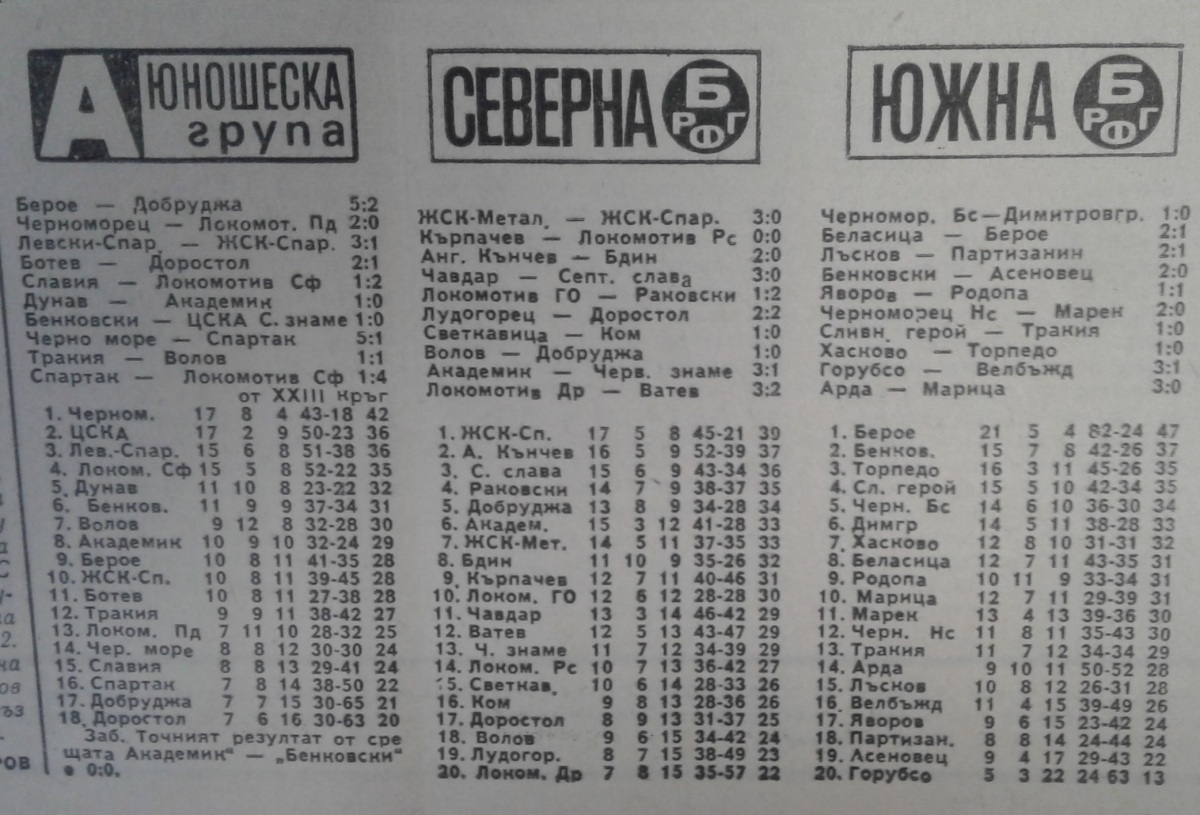 А ЮНОШЕСКА
група
Берое — Добруджа 5:2
Черноморец — Локомот. Пд 2:0
Левски-Спар. — ЖСК-Спар. 3:1
Ботев — Доростол 2:1
Славия — Локомотив Сф 1:2
Дунав — Академик 1:0
Бенковски — ЦСКА С. знаме 1:0
Черно море — Спартак 5:1
Тракия — Волов 1:1
Спартак — Локомотив Сф 1:4
от XXIII кръг
1. Черном. 17 8 4 43-18 42
2. ЦСКА 17 2 9 50-23 36
3. Лев.-Спар. 15 6 8 51-38 36
4. Локом. Сф 15 5 8 52-22 35
5. Дунав 11 10 8 23-22 32
6. Бенков. 11 9 9 37-34 31
7. Волов 9 12 8 32-28 30
8. Академик 10 9 10 32-24 29
9. Берое 10 8 11 41-35 28
10. ЖСК-Сп. 10 8 11 39-45 28
11. Ботев 10 8 11 27-38 28
12. Тракия 9 9 11 38-42 27
13. Локом. Пд 7 11 10 28-32 25
14. Чер. море 8 8 12 30-30 24
15. Славия 8 8 13 29-41 24
16. Спартак 7 8 14 38-50 22
17. Добруджа 7 7 15 30-65 21
18. Доростол 7 6 16 30-63 20
Заб. Точният резултат от сре
щата Академик“ — „Бенковски“
е 0:0.
СЕВЕРНА Б
РФГ
ЖСК-Метал. — ЖСК-Спар. 3:0
Кърпачев — Локомотив Рс 0:0
Анг. Кънчев — Бдин 2:0
Чавдар — Септ. слава 3:0
Локомотив ГО — Раковски 1:2
Лудогорец — Доростол 2:2
Светкавица — Ком 1:0
Волов — Добруджа 1:0
Академик — Черв. знаме 3:1
Локомотив Др — Ватев 3:2
1. ЖСК-Сп. 17 5 8 45-21 39
2. А. Кънчев 16 5 9 52-39 37
3. С. слава 15 6 9 43-34 36
4. Раковски 14 7 9 38-37 35
5. Добруджа 13 8 9 34-28 34
6. Академ. 15 3 12 41-28 33
7. ЖСК-Мет. 14 5 11 37-35 33
8. Бдин 11 10 9 35-26 32
9. Кърпачев 12 7 11 40-46 31
10. Локом. ГО 12 6 12 28-28 30
11. Чавдар 13 3 14 46-42 29
12. Ватев 12 5 13 43-47 29
13. Ч. знаме 11 7 12 34-39 29
14. Локом. Рс 10 7 13 36-42 27
15. Светкав. 10 6 14 28-33 26
16. Ком 9 8 13 28-36 26
17. Доростол 8 9 13 31-37 25
18. Волов 9 6 15 34-42 24
19. Лудогор. 8 7 15 38-49 23
20. Локом. Др 7 8 15 35-57 22
ЮЖНА Б
РФГ
Черномор. Бс—Димитровгр. 1:0
Беласица — Берое 2:1
Лъсков — Партизанин 2:1
Бенковски — Асеновец 2:0
Яворов — Родопа 1:1
Черноморец Нс — Марек 2:0
Сливн. герой — Тракия 1:0
Хасково — Торпедо 1:0
Горубсо — Велбъжд 3:1
Арда — Марица 3:0
1. Берое 21 5 4 82-24 47
2. Бенков. 15 7 8 42-26 37
3. Торпедо 16 3 11 45-26 35
4. Сл. герой 15 5 10 42-34 35
5. Черн. Бс 14 6 10 36-30 34
6. Димгр 14 5 11 38-28 33
7. Хасково 12 8 10 31-31 32
8. Беласица 12 7 11 43-35 31
9. Родопа 10 11 9 33-34 31
10. Марица 12 7 11 29-39 31
11. Марек 13 4 13 39-36 30
12. Черн. Нс 11 8 11 35-43 30
13. Тракия 11 7 12 34-34 29
14. Арда 9 10 11 50-52 28
15. Лъсков 10 8 12 26-31 28
16. Велбъжд 11 4 15 39-49 26
17. Яворов 9 6 15 23-42 24
18. Партизан. 8 8 14 24-44 24
19. Асеновец 9 4 17 29-43 22
20. Горубсо 5 3 22 24 63 13